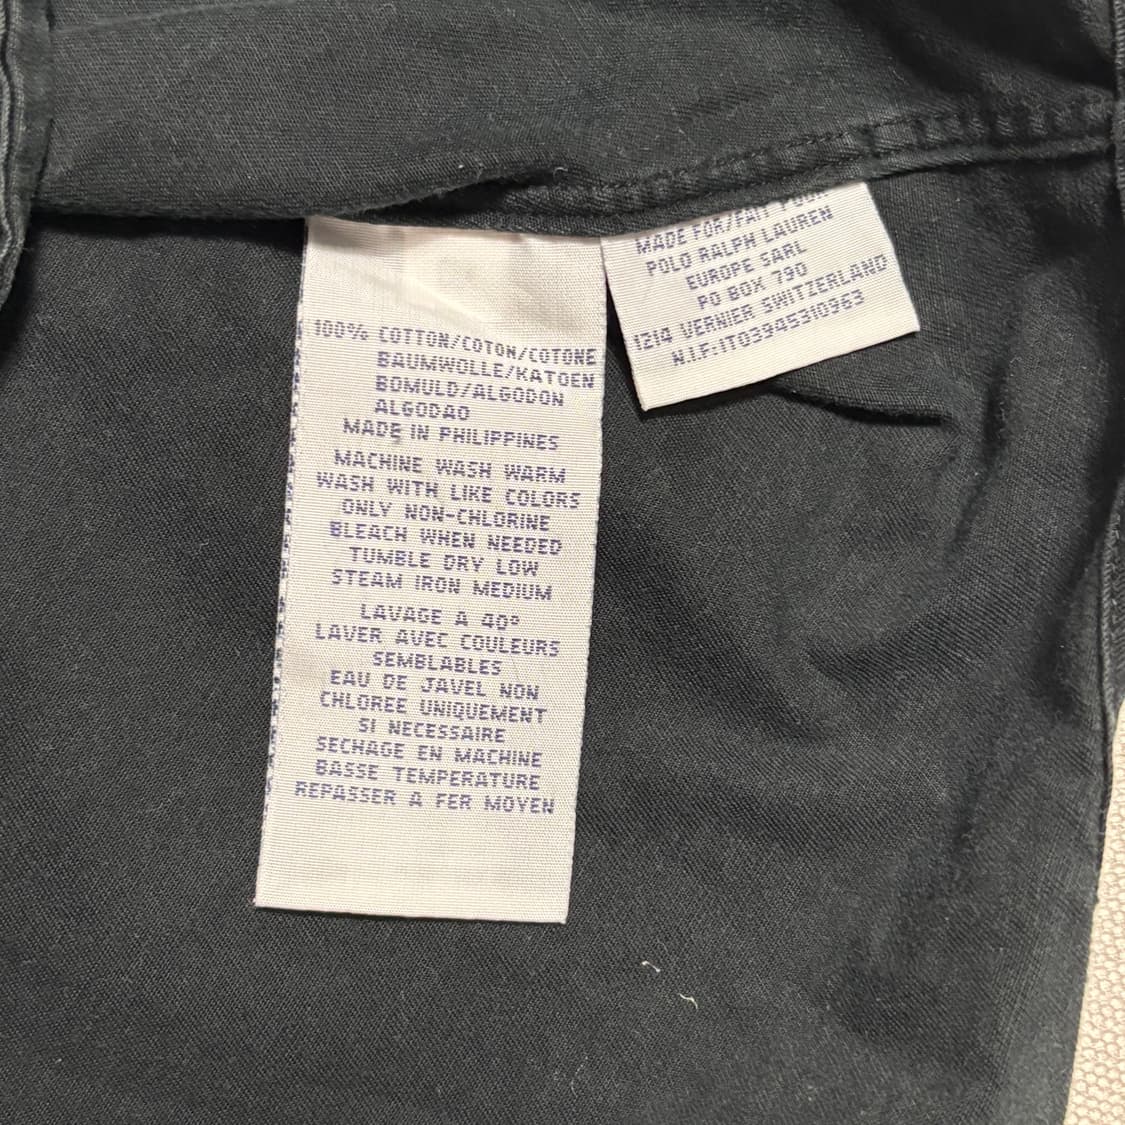 100% COTTON/COTON/COTONE
BAUMWOLLE/KATOEN
BOMULD/ALGODON
ALGODAO
MADE IN PHILIPPINES
MACHINE WASH WARM
WASH WITH LIKE COLORS
ONLY NON-CHLORINE
BLEACH WHEN NEEDED
TUMBLE DRY LOW
STEAM IRON MEDIUM
LAVAGE A 40°
LAVER AVEC COULEURS
SEMBLABLES
EAU DE JAVEL NON
CHLOREE UNIQUEMENT
SI NECESSAIRE
SECHAGE EN MACHINE
BASSE TEMPERATURE
REPASSER A FER MOYEN
MADE FOR/FAIT POUR
POLO RALPH LAUREN
EUROPE SARL
PO BOX 790
1214 VERNIER SWITZERLAND
N.I.F:IT03945310963